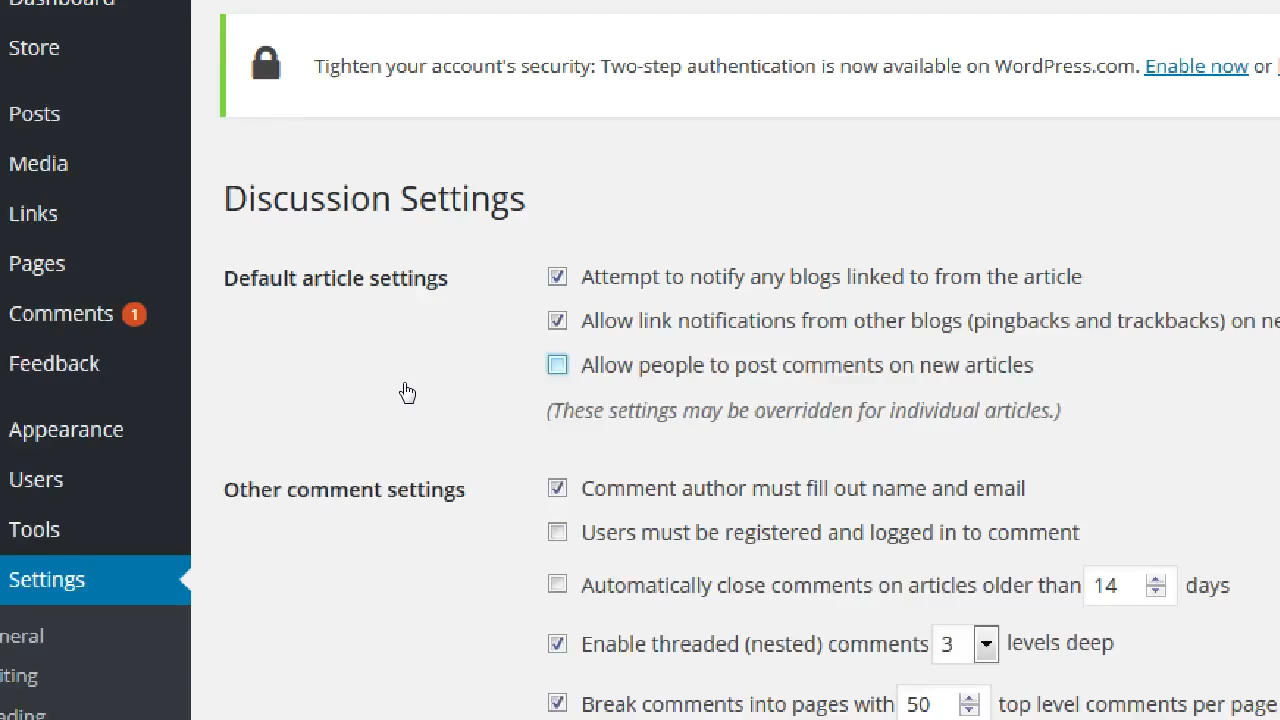 Dashboard
Store
Posts
Media
Links
Pages
Comments 1
Feedback
Appearance
Users
Tools
Settings
neral
iting
ading
Tighten your account's security: Two-step authentication is now available on WordPress.com. Enable now or
Discussion Settings
Default article settings
Attempt to notify any blogs linked to from the article
Allow link notifications from other blogs (pingbacks and trackbacks) on ne
Allow people to post comments on new articles
(These settings may be overridden for individual articles.)
Other comment settings
Comment author must fill out name and email
Users must be registered and logged in to comment
Automatically close comments on articles older than 14 days
Enable threaded (nested) comments 3 levels deep
Break comments into pages with 50 top level comments per page